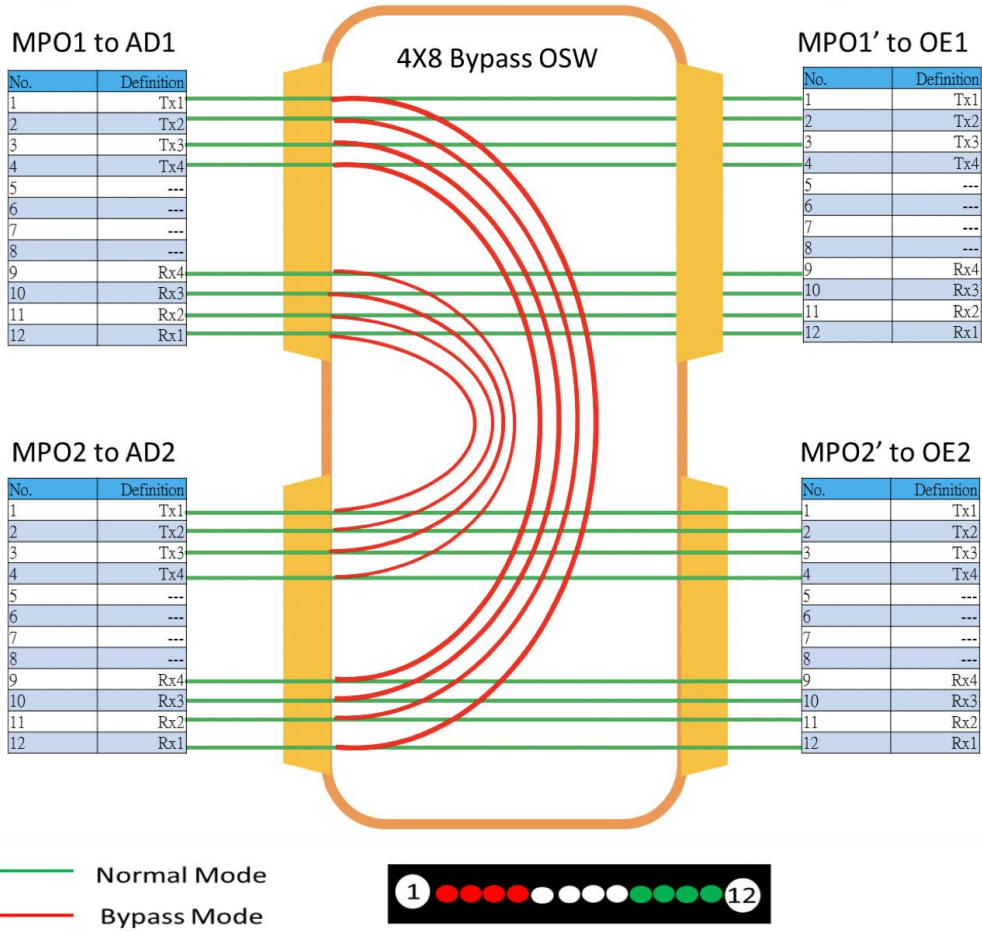 MPO1 to AD1
No. Definition
1 Tx1
2 Tx2
3 Tx3
4 Tx4
5 ---
6 ---
7 ---
8 ---
9 Rx4
10 Rx3
11 Rx2
12 Rx1
4X8 Bypass OSW
MPO1’ to OE1
No. Definition
1 Tx1
2 Tx2
3 Tx3
4 Tx4
5 ---
6 ---
7 ---
8 ---
9 Rx4
10 Rx3
11 Rx2
12 Rx1
MPO2 to AD2
No. Definition
1 Tx1
2 Tx2
3 Tx3
4 Tx4
5 ---
6 ---
7 ---
8 ---
9 Rx4
10 Rx3
11 Rx2
12 Rx1
MPO2’ to OE2
No. Definition
1 Tx1
2 Tx2
3 Tx3
4 Tx4
5 ---
6 ---
7 ---
8 ---
9 Rx4
10 Rx3
11 Rx2
12 Rx1
Normal Mode
Bypass Mode
1 12